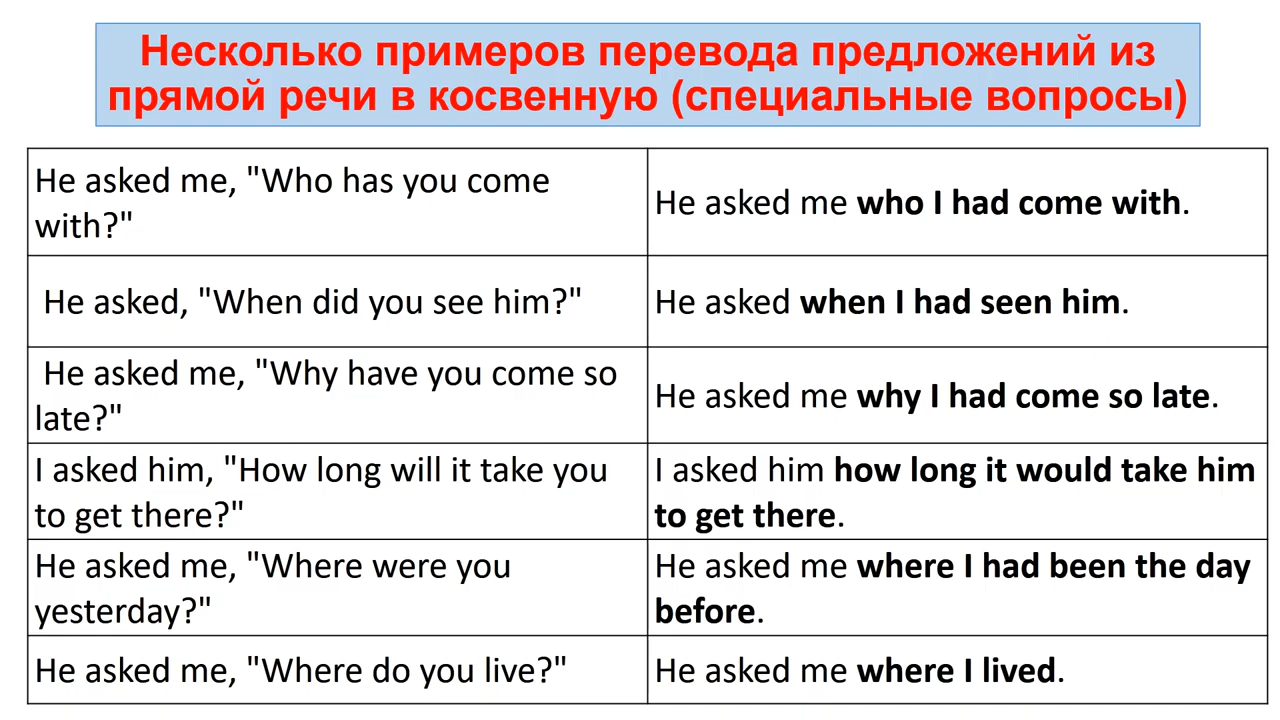 Несколько примеров перевода предложений из
прямой речи в косвенную (специальные вопросы)
He asked me, "Who has you come
with?"
He asked me who I had come with.
He asked, "When did you see him?"
He asked when I had seen him.
He asked me, "Why have you come so
late?"
He asked me why I had come so late.
I asked him, "How long will it take you
to get there?"
I asked him how long it would take him
to get there.
He asked me, "Where were you
yesterday?"
He asked me where I had been the day
before.
He asked me, "Where do you live?"
He asked me where I lived.